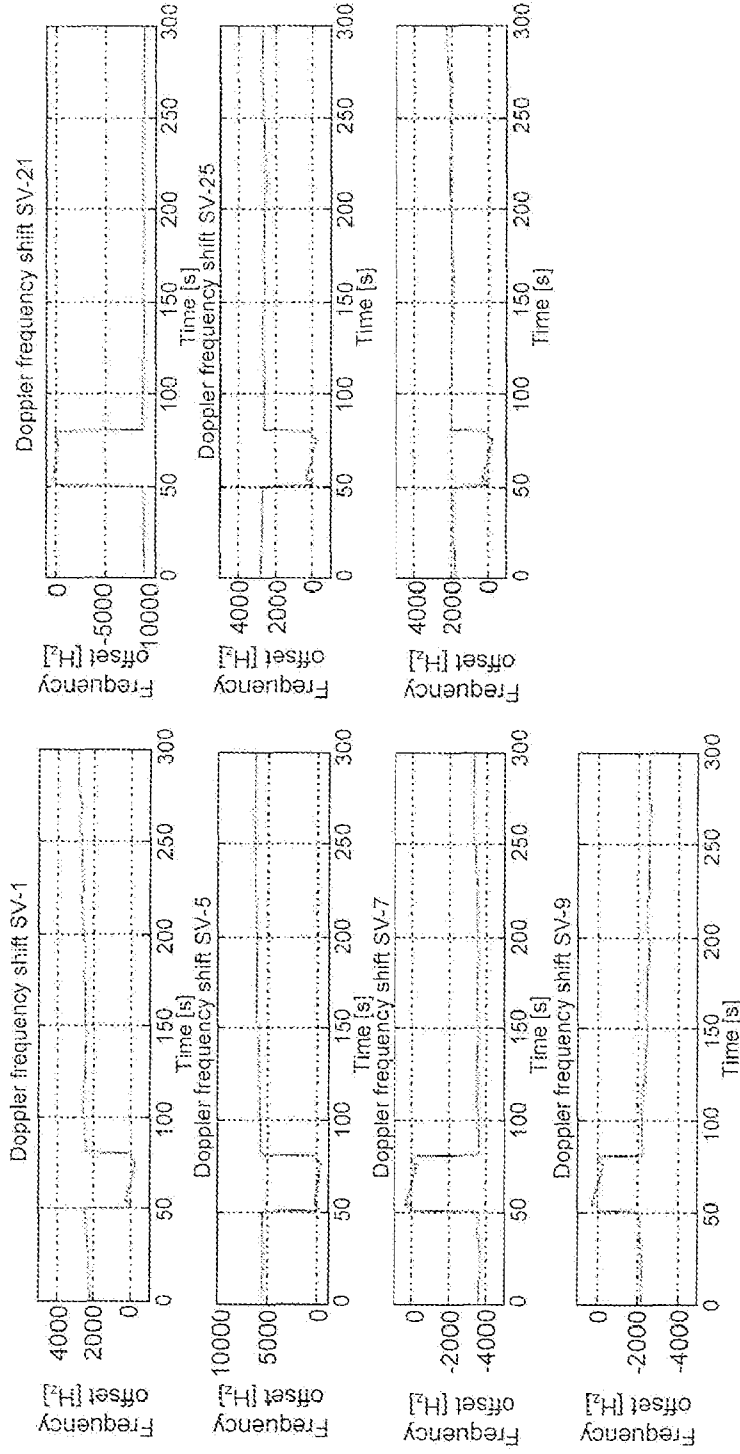 Doppler frequency shift SV-1
Frequency
offset [Hz]
4000
2000
0
0 50 100 150 200 250 300
Time [s]
Doppler frequency shift SV-5
Frequency
offset [Hz]
10000
5000
0
0 50 100 150 200 250 300
Time [s]
Doppler frequency shift SV-7
Frequency
offset [Hz]
0
-2000
-4000
0 50 100 150 200 250 300
Time [s]
Doppler frequency shift SV-9
Frequency
offset [Hz]
0
-2000
-4000
0 50 100 150 200 250 300
Time [s]
Doppler frequency shift SV-21
Frequency
offset [Hz]
0
-5000
10000
0 50 100 150 200 250 300
Time [s]
Doppler frequency shift SV-25
Frequency
offset [Hz]
4000
2000
0
0 50 100 150 200 250 300
Time [s]
Frequency
offset [Hz]
4000
2000
0
0 50 100 150 200 250 300
Time [s]